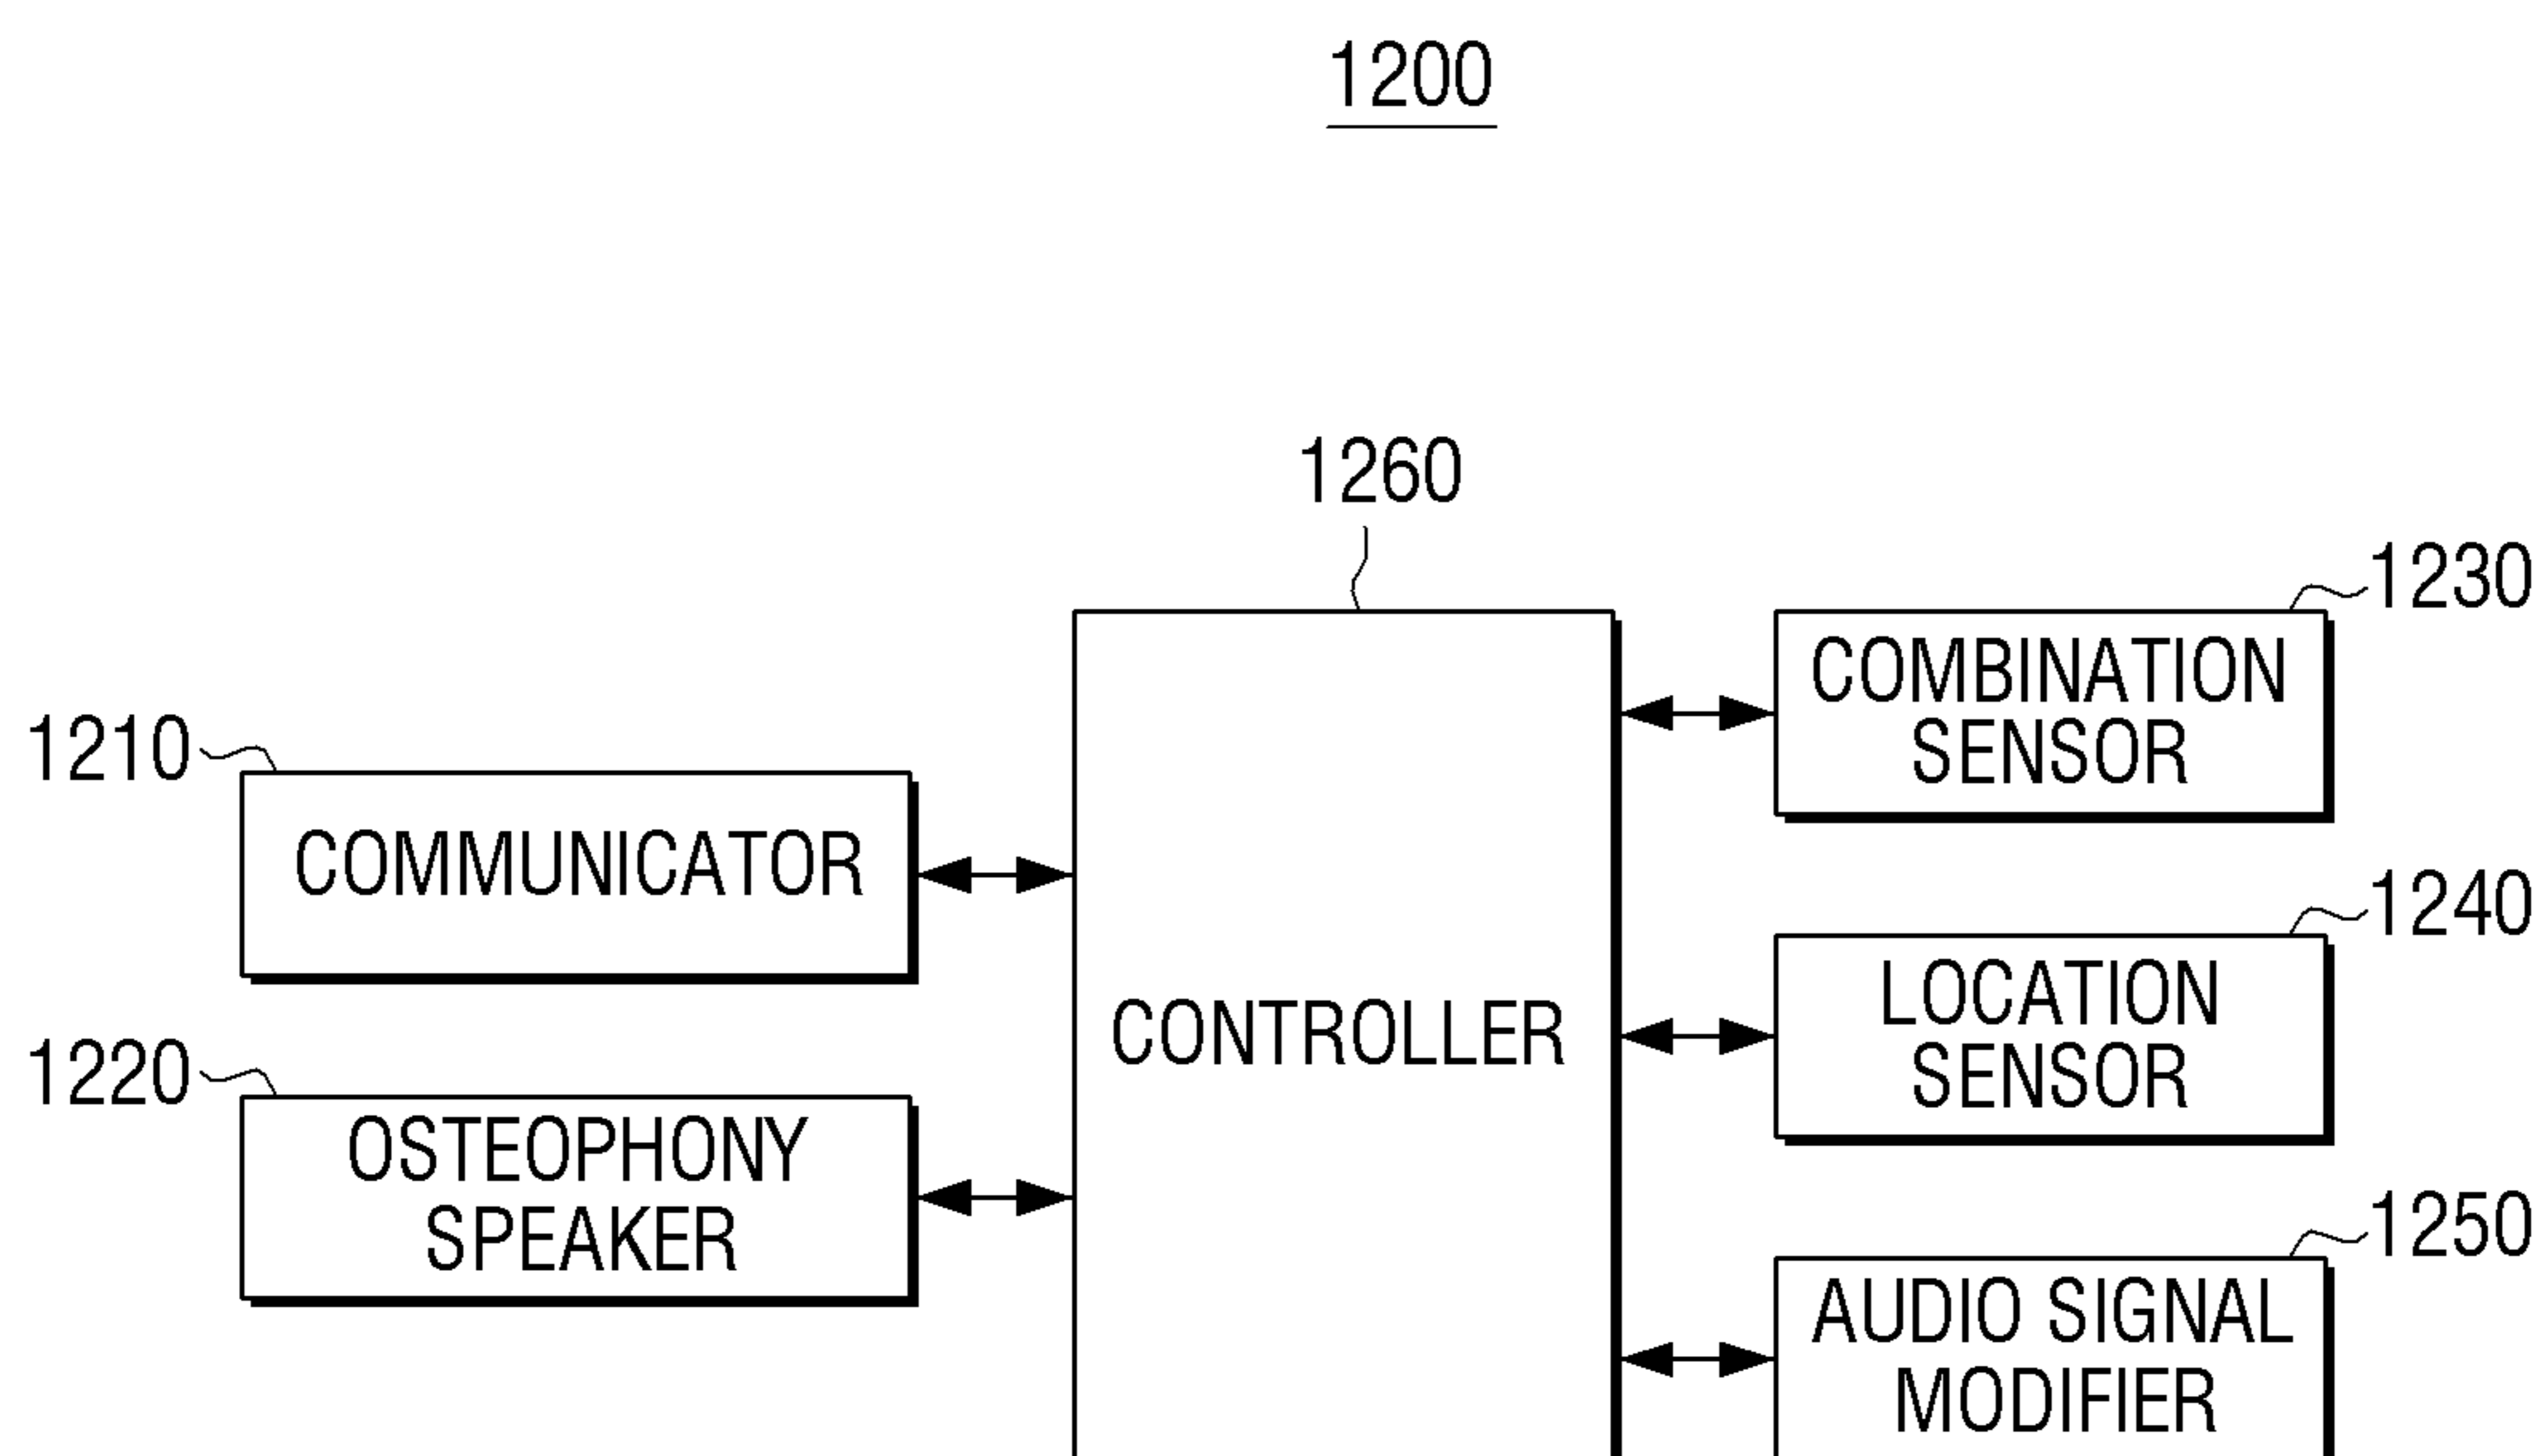 1200
1260
1230
COMBINATION
SENSOR
1210
COMMUNICATOR
1240
LOCATION
SENSOR
CONTROLLER
1220
OSTEOPHONY
SPEAKER
1250
AUDIO SIGNAL
MODIFIER